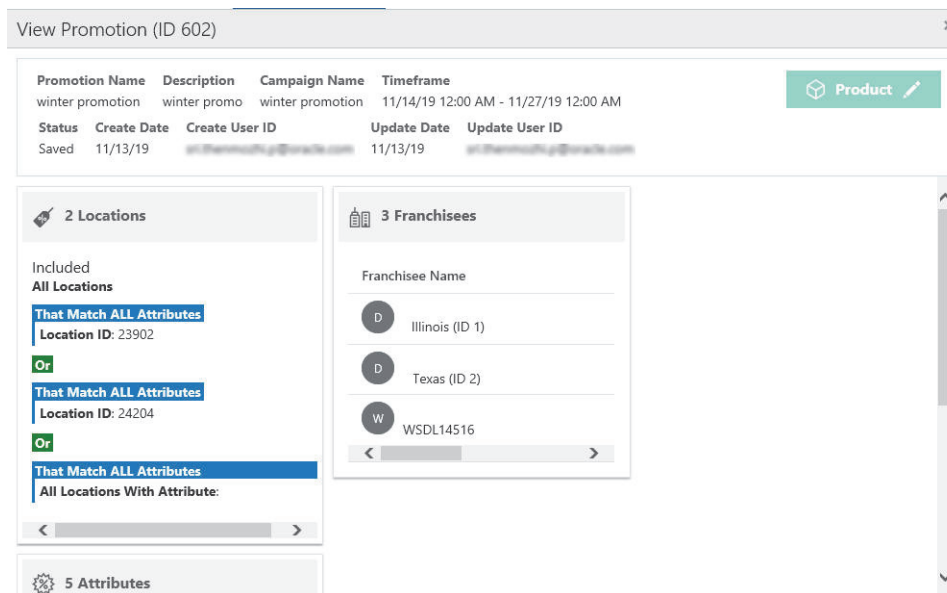 View Promotion (ID 602)
Promotion Name Description Campaign Name Timeframe
winter promotion winter promo winter promotion 11/14/19 12:00 AM - 11/27/19 12:00 AM
Product
Status Create Date Create User ID Update Date Update User ID
Saved 11/13/19 11/13/19
2 Locations
Included
All Locations
That Match ALL Attributes
Location ID: 23902
Or
That Match ALL Attributes
Location ID: 24204
Or
That Match ALL Attributes
All Locations With Attribute:
3 Franchisees
Franchisee Name
D Illinois (ID 1)
D Texas (ID 2)
W WSDL14516
5 Attributes